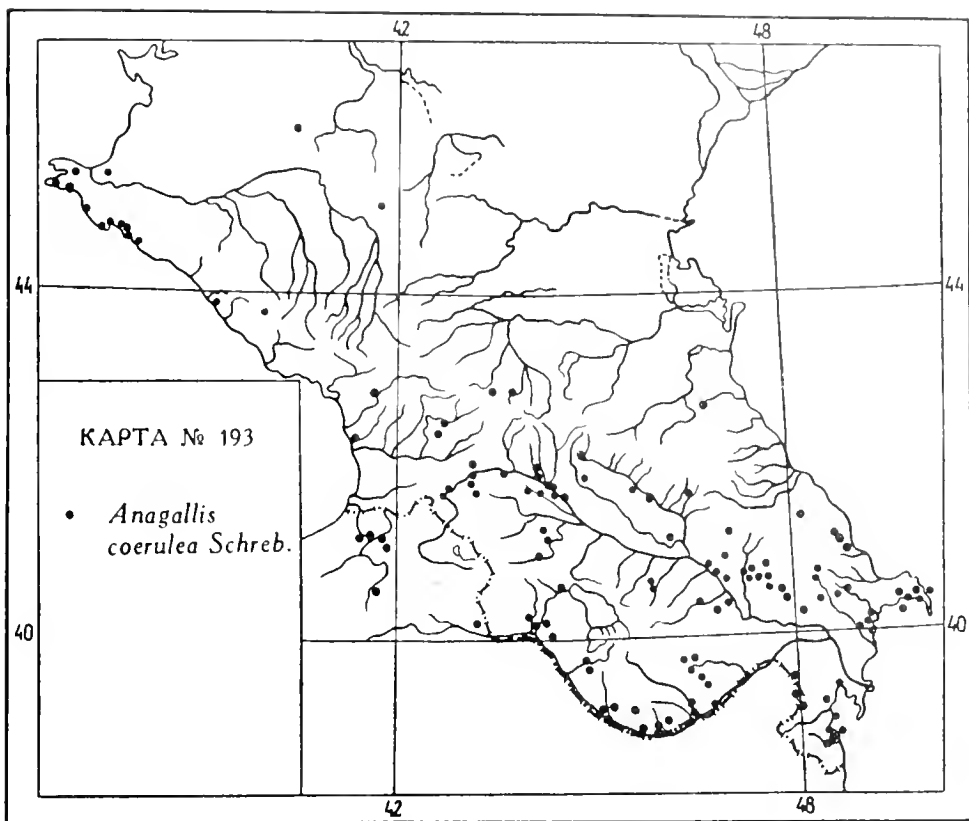 42 48
44 44
КАРТА № 193
Anagallis
coerulea Schreb.
40 40
42 48